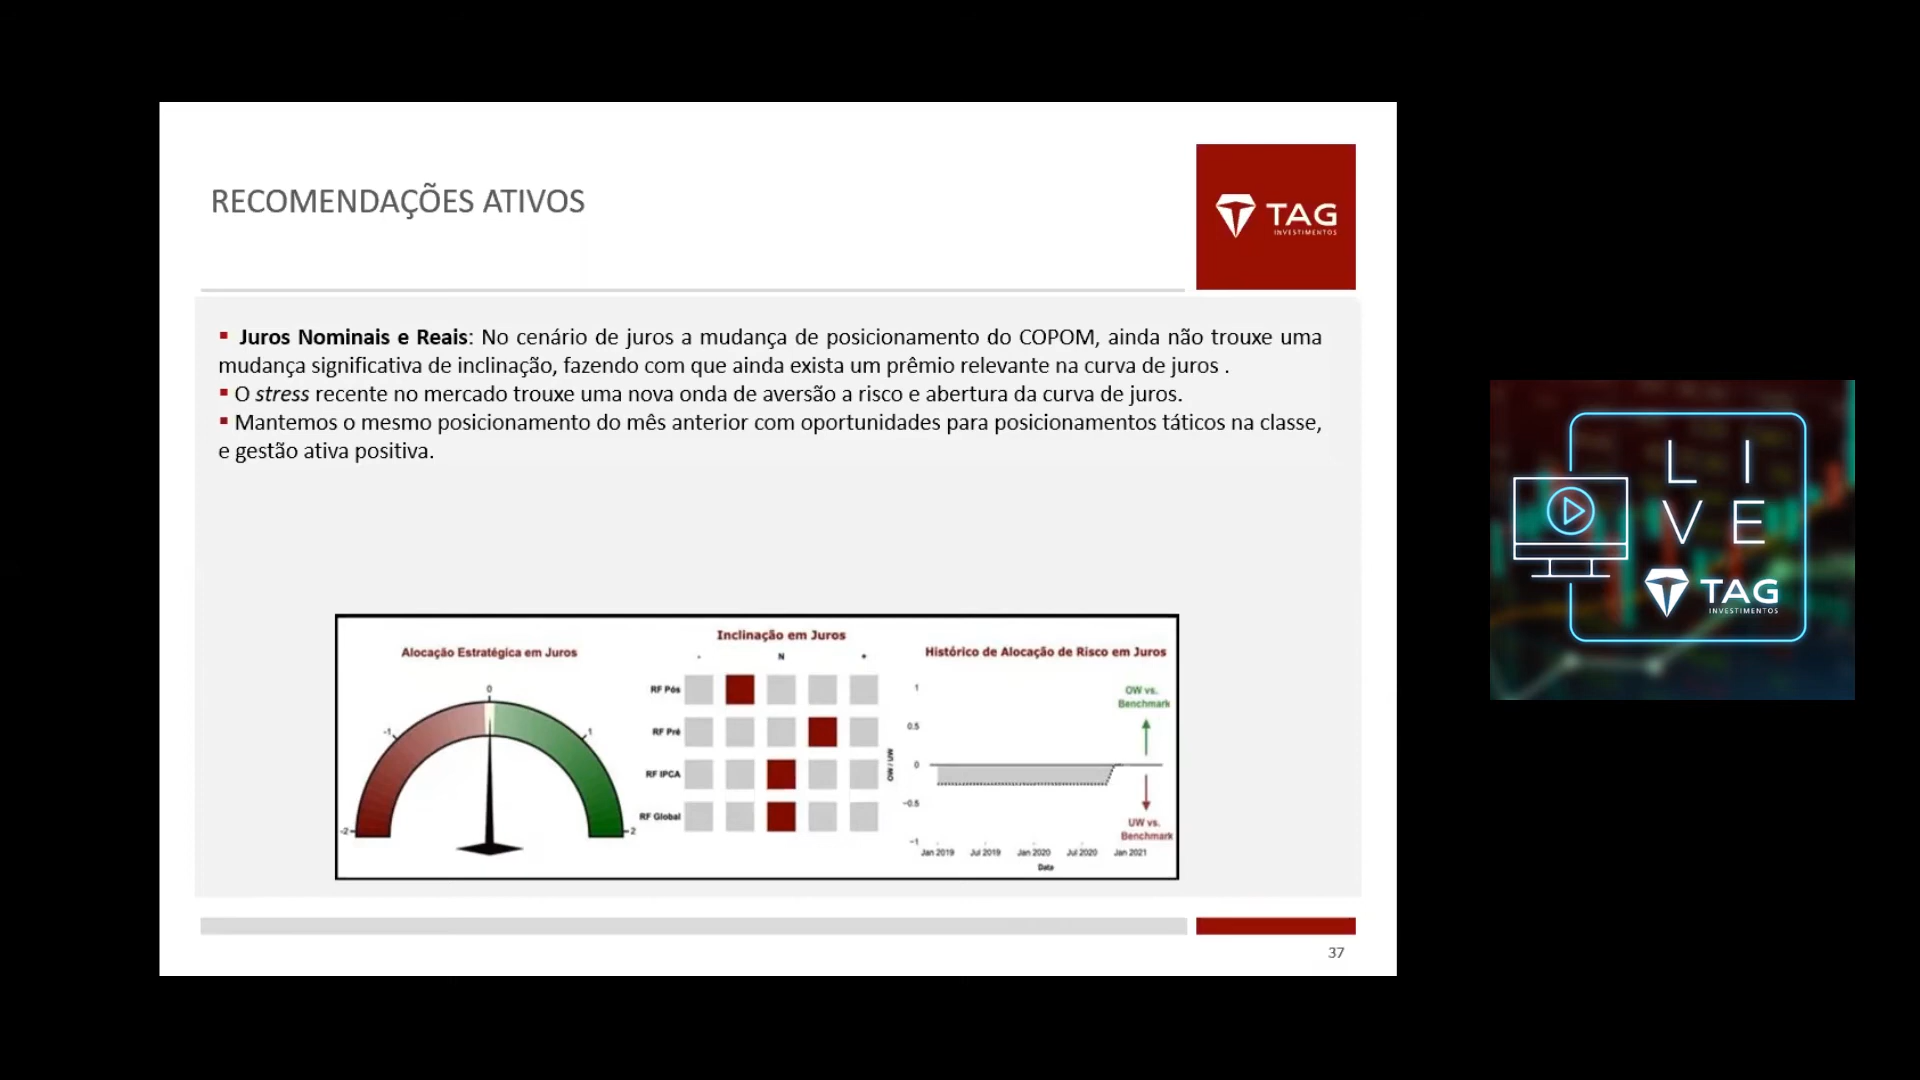 RECOMENDAÇÕES ATIVOS
TAG
INVESTIMENTOS
Juros Nominais e Reais: No cenário de juros a mudança de posicionamento do COPOM, ainda não trouxe uma
mudança significativa de inclinação, fazendo com que ainda exista um prêmio relevante na curva de juros .
O stress recente no mercado trouxe uma nova onda de aversão a risco e abertura da curva de juros.
Mantemos o mesmo posicionamento do mês anterior com oportunidades para posicionamentos táticos na classe,
e gestão ativa positiva.
Alocação Estratégica em Juros
-2
-1
0
1
2
Inclinação em Juros
- N +
RF Pós
RF Pré
RF IPCA
RF Global
Histórico de Alocação de Risco em Juros
OW / UW
1
0.5
0
-0.5
-1
OW vs.
Benchmark
UW vs.
Benchmark
Jan 2019 Jul 2019 Jan 2020 Jul 2020 Jan 2021
Date
37
L I
V E
TAG
INVESTIMENTOS